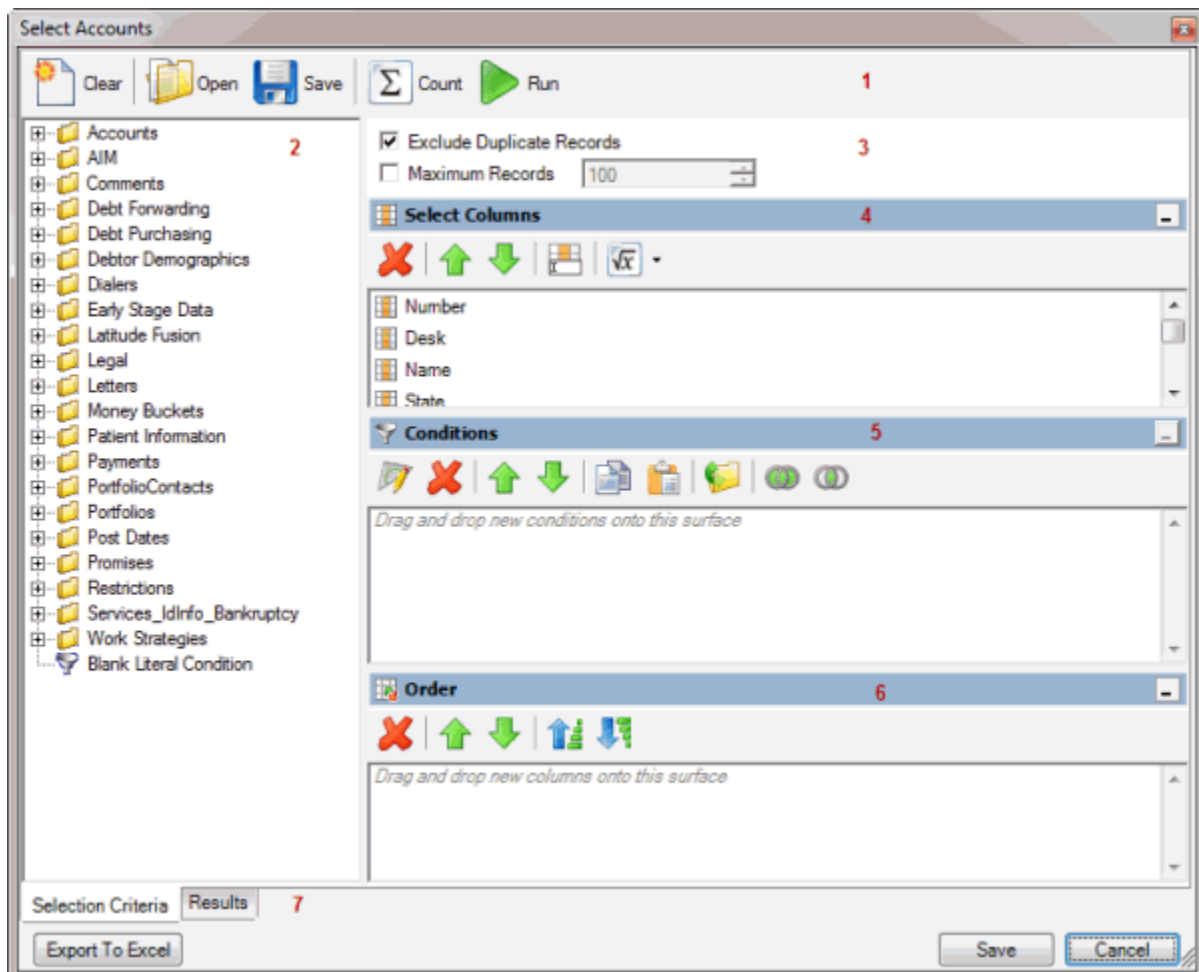 Select Accounts
Clear Open Save Count Run 1
2
Accounts
AIM
Comments
Debt Forwarding
Debt Purchasing
Debtor Demographics
Dialers
Early Stage Data
Latitude Fusion
Legal
Letters
Money Buckets
Patient Information
Payments
PortfolioContacts
Portfolios
Post Dates
Promises
Restrictions
Services_IdInfo_Bankruptcy
Work Strategies
Blank Literal Condition
Exclude Duplicate Records 3
Maximum Records 100
Select Columns 4
Number
Desk
Name
State
Conditions 5
Drag and drop new conditions onto this surface
Order 6
Drag and drop new columns onto this surface
Selection Criteria Results 7
Export To Excel Save Cancel